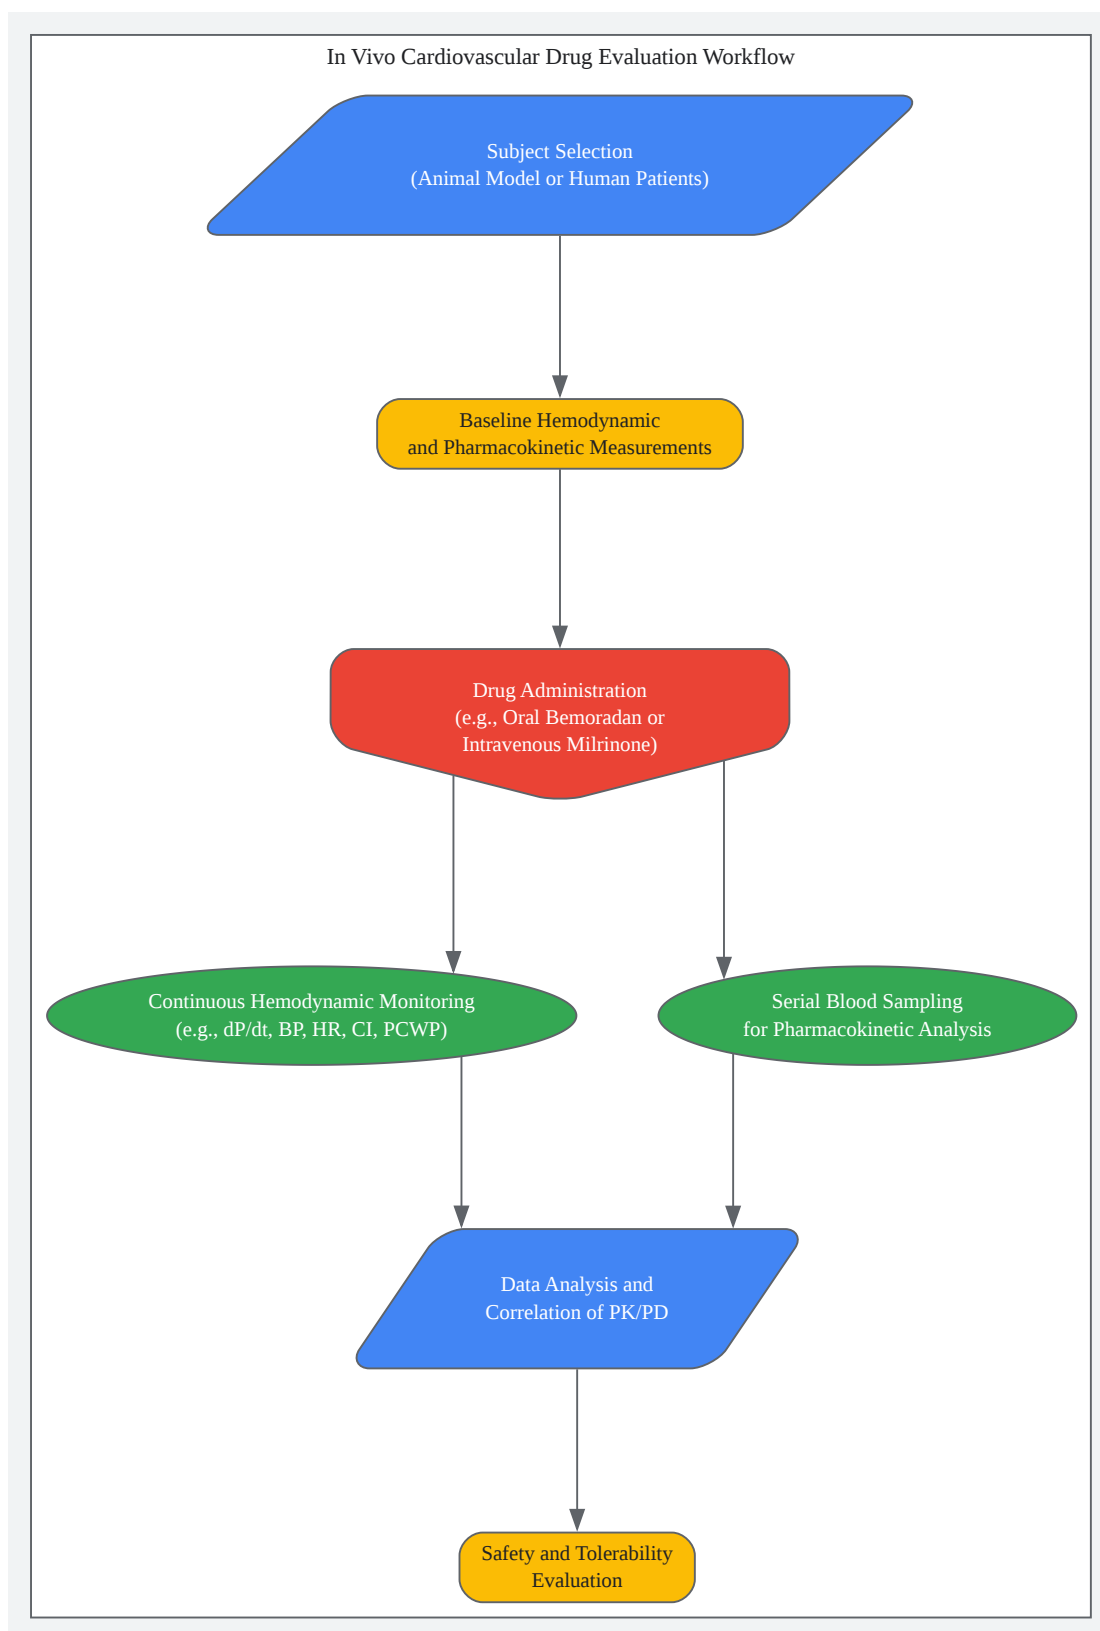 In Vivo Cardiovascular Drug Evaluation Workflow
Subject Selection
(Animal Model or Human Patients)
Baseline Hemodynamic
and Pharmacokinetic Measurements
Drug Administration
(e.g., Oral Bemoradan or
Intravenous Milrinone)
Continuous Hemodynamic Monitoring
(e.g., dP/dt, BP, HR, CI, PCWP)
Serial Blood Sampling
for Pharmacokinetic Analysis
Data Analysis and
Correlation of PK/PD
Safety and Tolerability
Evaluation